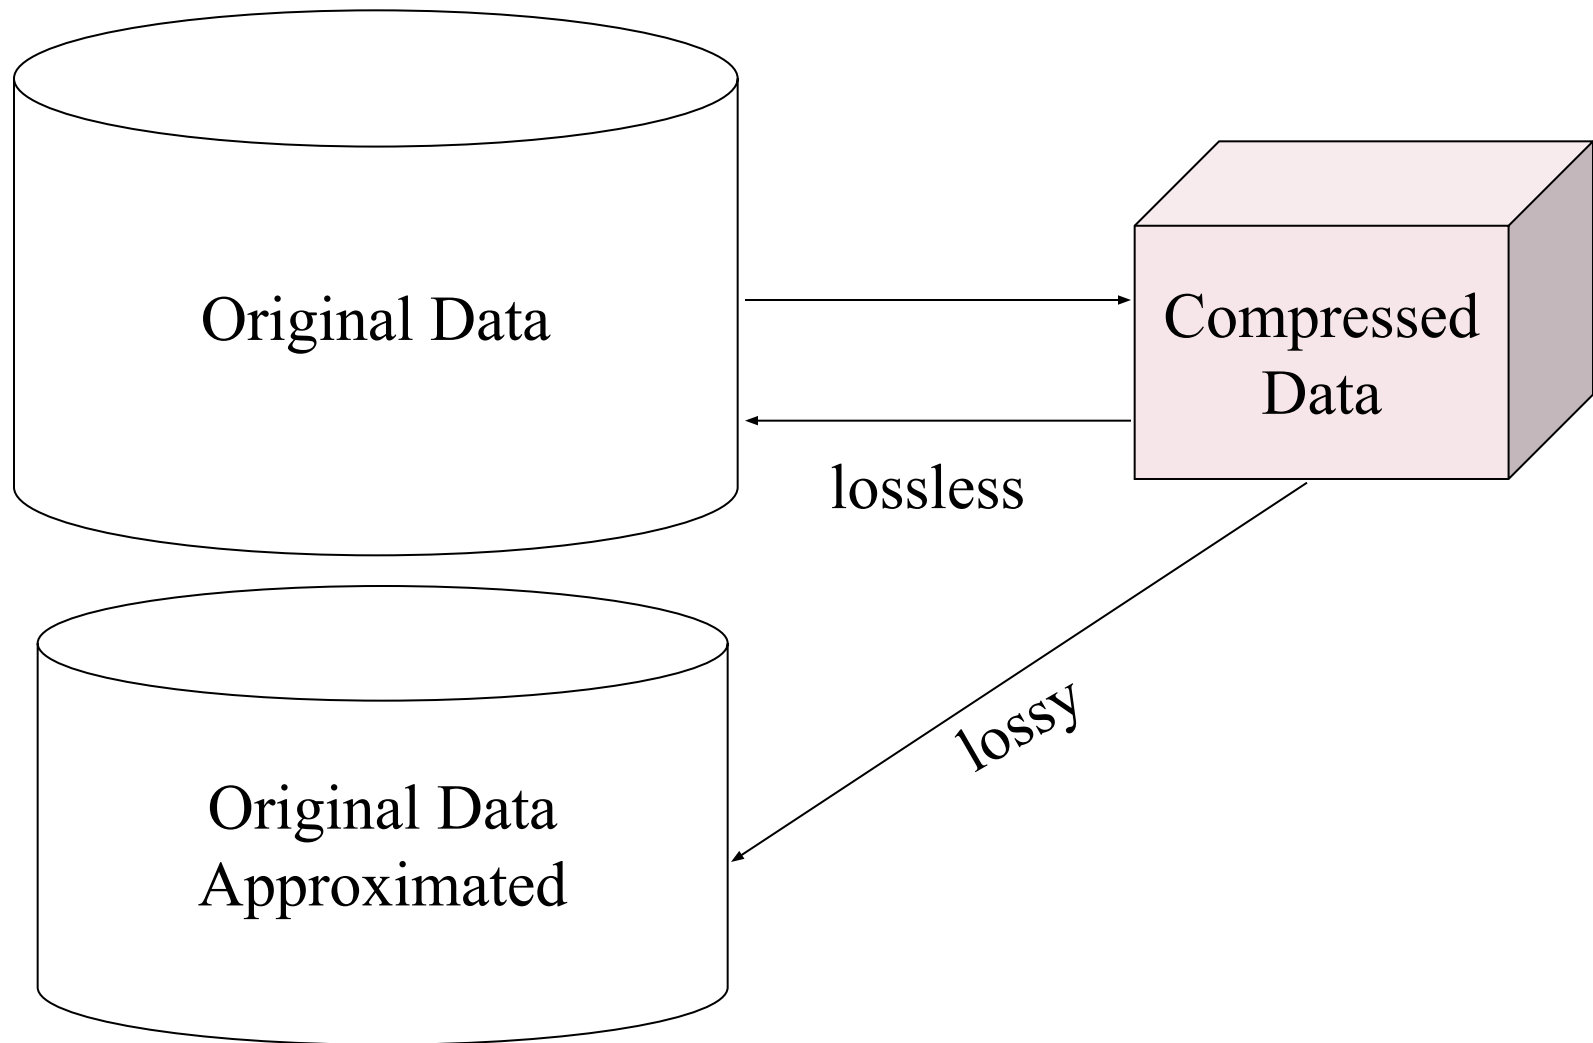 Original Data
Compressed
Data
lossless
lossy
Original Data
Approximated